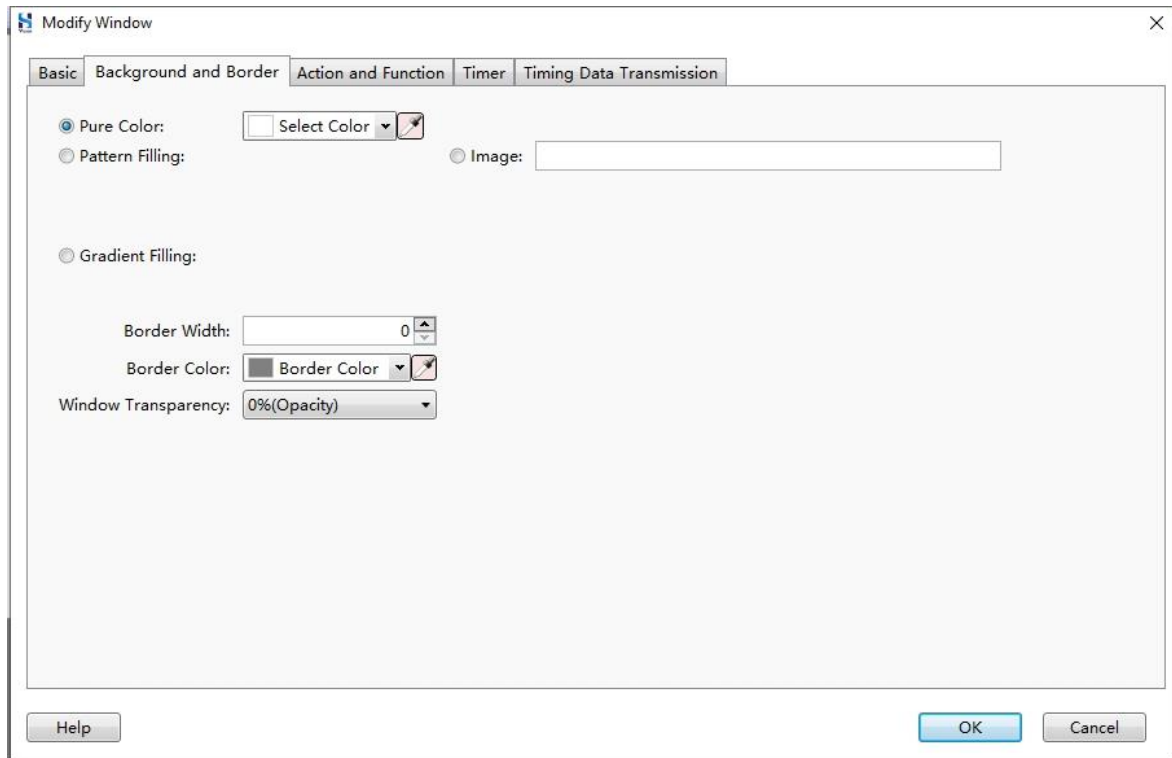 Modify Window
Basic Background and Border Action and Function Timer Timing Data Transmission
Pure Color: Select Color
Pattern Filling: Image:
Gradient Filling:
Border Width: 0
Border Color: Border Color
Window Transparency: 0%(Opacity)
Help OK Cancel